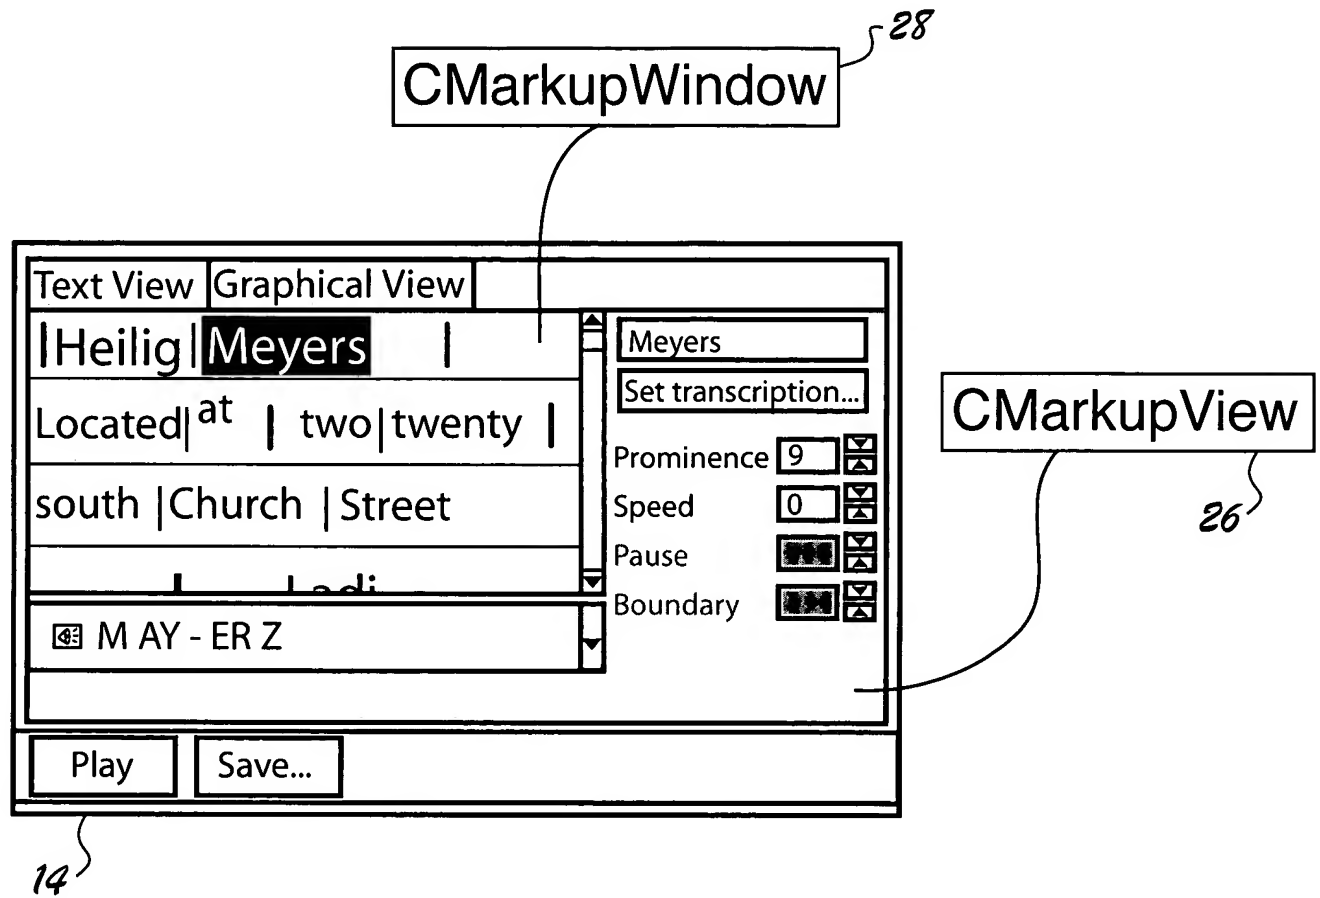 28
CMarkupWindow
Text View Graphical View
|Heilig|Meyers |
Meyers
Set transcription...
Located| at | two|twenty |
CMarkupView
Prominence 9
south |Church |Street
Speed 0
26
Pause
Boundary
M AY - ER Z
Play Save...
14